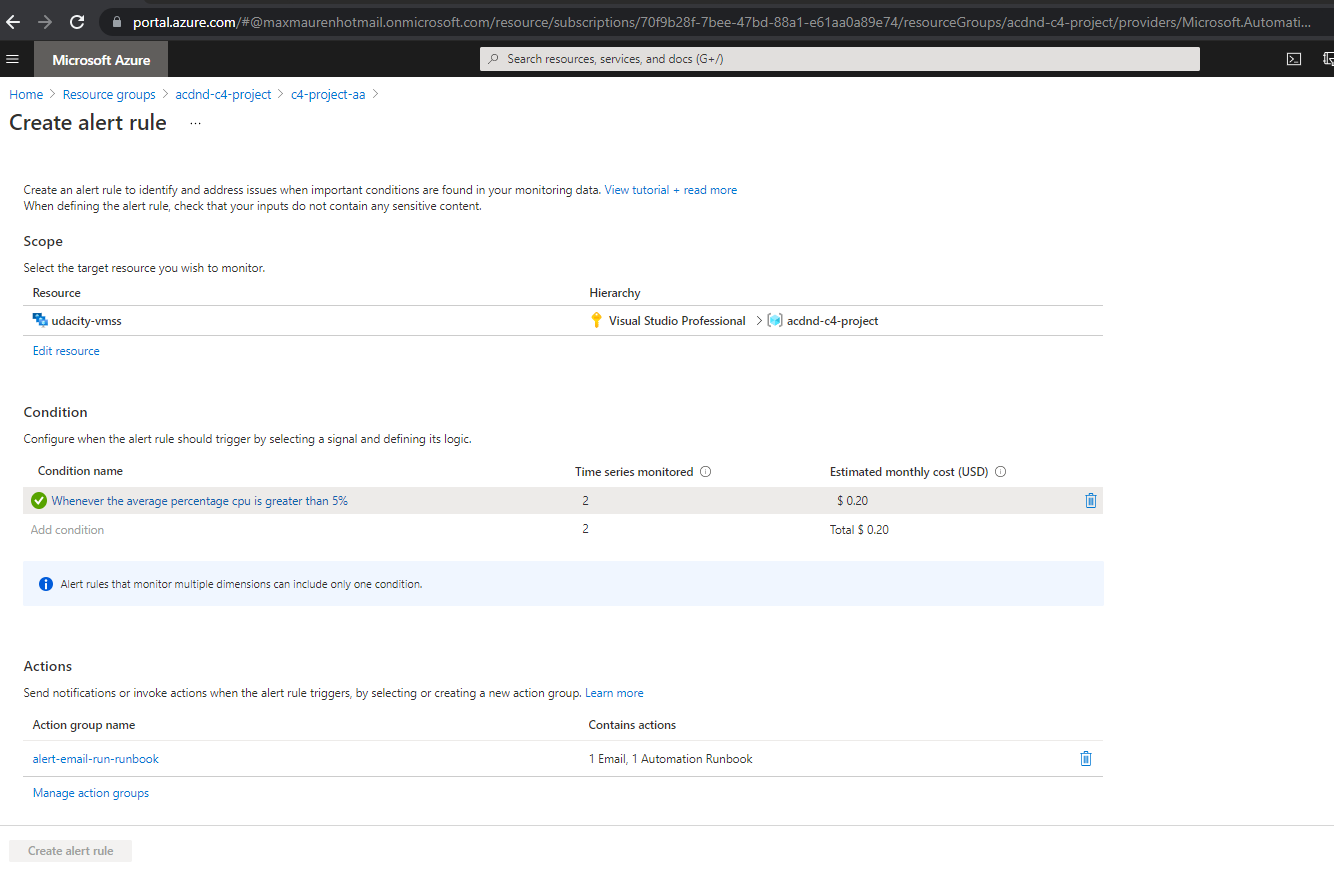 portal.azure.com/#@maxmaurenhotmail.onmicrosoft.com/resource/subscriptions/70f9b28f-7bee-47bd-88a1-e61aa0a89e74/resourceGroups/acdnd-c4-project/providers/Microsoft.Automati...
Microsoft Azure
Search resources, services, and docs (G+/)
Home > Resource groups > acdnd-c4-project > c4-project-aa >
Create alert rule ...
Create an alert rule to identify and address issues when important conditions are found in your monitoring data. View tutorial + read more
When defining the alert rule, check that your inputs do not contain any sensitive content.
Scope
Select the target resource you wish to monitor.
Resource Hierarchy
udacity-vmss Visual Studio Professional > acdnd-c4-project
Edit resource
Condition
Configure when the alert rule should trigger by selecting a signal and defining its logic.
Condition name Time series monitored Estimated monthly cost (USD)
Whenever the average percentage cpu is greater than 5% 2 $ 0.20
Add condition 2 Total $ 0.20
Alert rules that monitor multiple dimensions can include only one condition.
Actions
Send notifications or invoke actions when the alert rule triggers, by selecting or creating a new action group. Learn more
Action group name Contains actions
alert-email-run-runbook 1 Email, 1 Automation Runbook
Manage action groups
Create alert rule